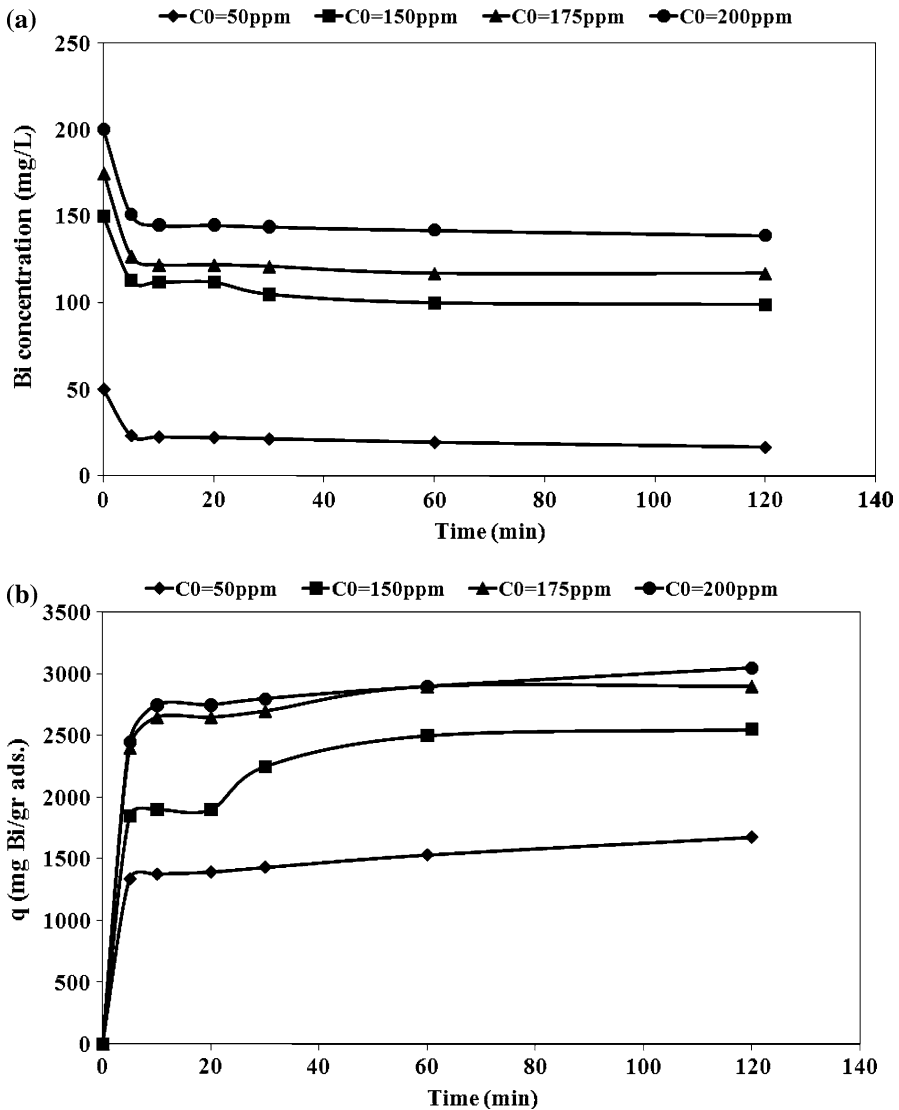 (a)
C0=50ppm C0=150ppm C0=175ppm C0=200ppm
250
200
150
100
50
0
Bi concentration (mg/L)
0 20 40 60 80 100 120 140
Time (min)
(b)
C0=50ppm C0=150ppm C0=175ppm C0=200ppm
3500
3000
2500
2000
1500
1000
500
0
q (mg Bi/gr ads.)
0 20 40 60 80 100 120 140
Time (min)